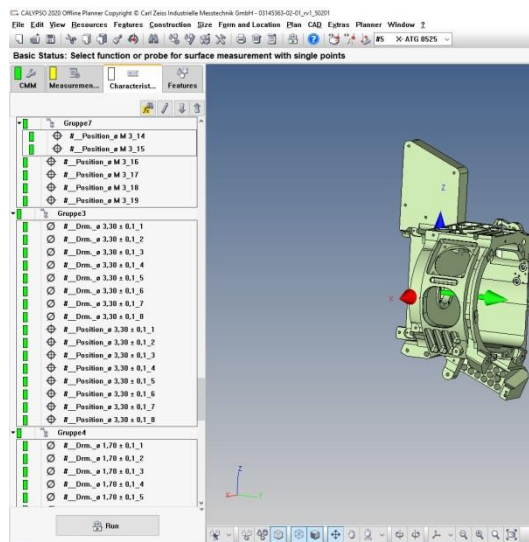 CALYPSO 2020 Offline Planner Copyright © Carl Zeiss Industrielle Messtechnik GmbH - 03145363-02-01_rv1_50201
File Edit View Resources Features Construction Size Form and Location Plan CAD Extras Planner Window ?
#5 X- ATG 0525
Basic Status: Select function or probe for surface measurement with single points
CMM Measuremen... Characterist... Features
Gruppe7
#__Position_ø M 3_14
#__Position_ø M 3_15
#__Position_ø M 3_16
#__Position_ø M 3_17
#__Position_ø M 3_18
#__Position_ø M 3_19
Gruppe3
#__Drm._ø 3,30 ± 0,1_1
#__Drm._ø 3,30 ± 0,1_2
#__Drm._ø 3,30 ± 0,1_3
#__Drm._ø 3,30 ± 0,1_4
#__Drm._ø 3,30 ± 0,1_5
#__Drm._ø 3,30 ± 0,1_6
#__Drm._ø 3,30 ± 0,1_7
#__Drm._ø 3,30 ± 0,1_8
#__Position_ø 3,30 ± 0,1_1
#__Position_ø 3,30 ± 0,1_2
#__Position_ø 3,30 ± 0,1_3
#__Position_ø 3,30 ± 0,1_4
#__Position_ø 3,30 ± 0,1_5
#__Position_ø 3,30 ± 0,1_6
#__Position_ø 3,30 ± 0,1_7
#__Position_ø 3,30 ± 0,1_8
Gruppe4
#__Drm._ø 1,70 ± 0,1_1
#__Drm._ø 1,70 ± 0,1_2
#__Drm._ø 1,70 ± 0,1_3
#__Drm._ø 1,70 ± 0,1_4
#__Drm._ø 1,70 ± 0,1_5
Run
Z
X
Z
X
Y